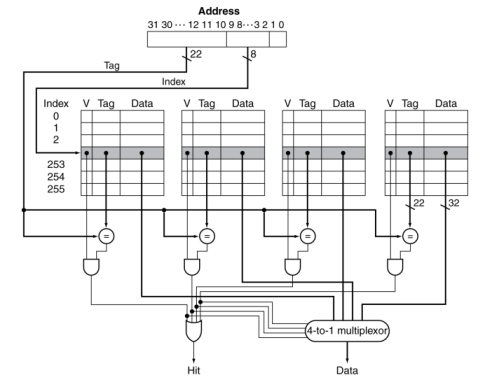 Address
31 30 ··· 12 11 10 9 8···3 2 1 0
22
8
Tag
Index
Index V Tag Data V Tag Data V Tag Data V Tag Data
0
1
2
253
254
255
22
32
= = = =
4-to-1 multiplexor
Hit
Data